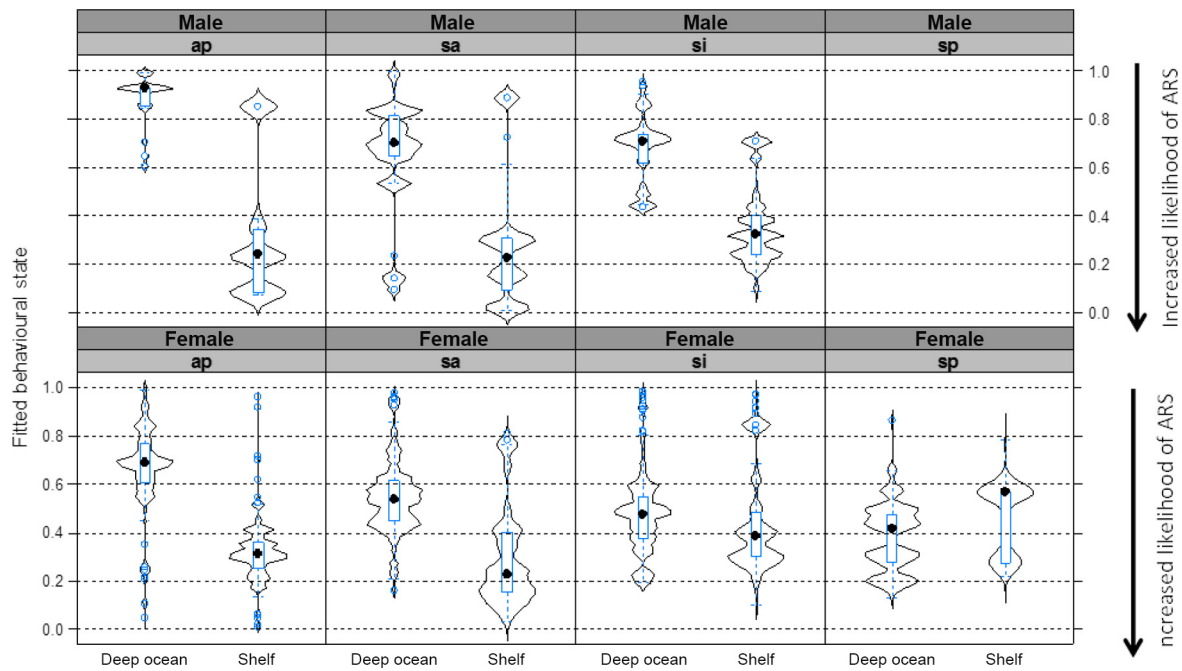 Male Male Male Male
ap sa si sp
1.0
0.8
0.6
0.4
0.2
0.0
Increased likelihood of ARS
Fitted behavioural state
Female Female Female Female
ap sa si sp
1.0
0.8
0.6
0.4
0.2
0.0
ncreased likelihood of ARS
Deep ocean Shelf Deep ocean Shelf Deep ocean Shelf Deep ocean Shelf